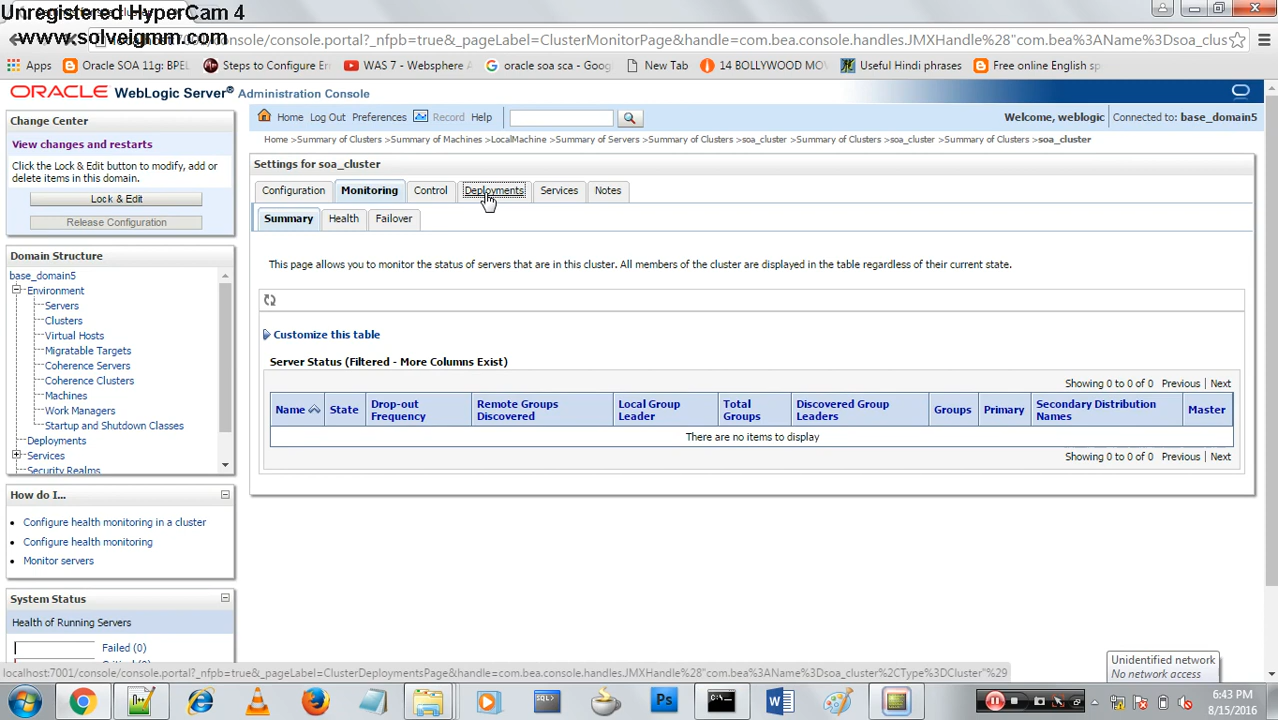 Unregistered HyperCam 4
www.solveigmm.com
/console/console.portal?_nfpb=true&_pageLabel=ClusterMonitorPage&handle=com.bea.console.handles.JMXHandle%28"com.bea%3AName%3Dsoa_clus
Apps
Oracle SOA 11g: BPEL
Steps to Configure Er
WAS 7 - Websphere A
oracle soa sca - Goog
New Tab
14 BOLLYWOOD MOV
Useful Hindi phrases
Free online English sp
ORACLE WebLogic Server® Administration Console
Change Center
View changes and restarts
Click the Lock & Edit button to modify, add or
delete items in this domain.
Lock & Edit
Release Configuration
Domain Structure
base_domain5
Environment
Servers
Clusters
Virtual Hosts
Migratable Targets
Coherence Servers
Coherence Clusters
Machines
Work Managers
Startup and Shutdown Classes
Deployments
Services
Security Realms
How do I...
Configure health monitoring in a cluster
Configure health monitoring
Monitor servers
System Status
Health of Running Servers
Failed (0)
Home Log Out Preferences Record Help
Welcome, weblogic
Connected to: base_domain5
Home >Summary of Clusters >Summary of Machines >LocalMachine >Summary of Servers >Summary of Clusters >soa_cluster >Summary of Clusters >soa_cluster >Summary of Clusters >soa_cluster
Settings for soa_cluster
Configuration Monitoring Control Deployments Services Notes
Summary Health Failover
This page allows you to monitor the status of servers that are in this cluster. All members of the cluster are displayed in the table regardless of their current state.
Customize this table
Server Status (Filtered - More Columns Exist)
Showing 0 to 0 of 0 Previous | Next
Name State Drop-out Frequency Remote Groups Discovered Local Group Leader Total Groups Discovered Group Leaders Groups Primary Secondary Distribution Names Master
There are no items to display
Showing 0 to 0 of 0 Previous | Next
localhost:7001/console/console.portal?_nfpb=true&_pageLabel=ClusterDeploymentsPage&handle=com.bea.console.handles.JMXHandle%28"com.bea%3AName%3Dsoa_cluster%2CType%3DCluster"%29
Unidentified network
No network access
6:43 PM
8/15/2016